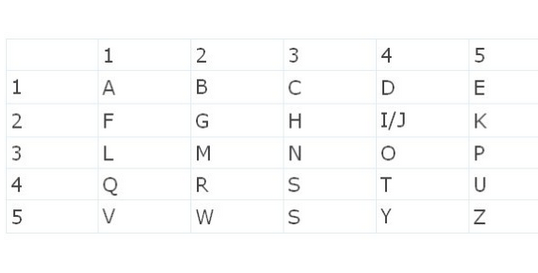 1 2 3 4 5
1 A B C D E
2 F G H I/J K
3 L M N O P
4 Q R S T U
5 V W S Y Z